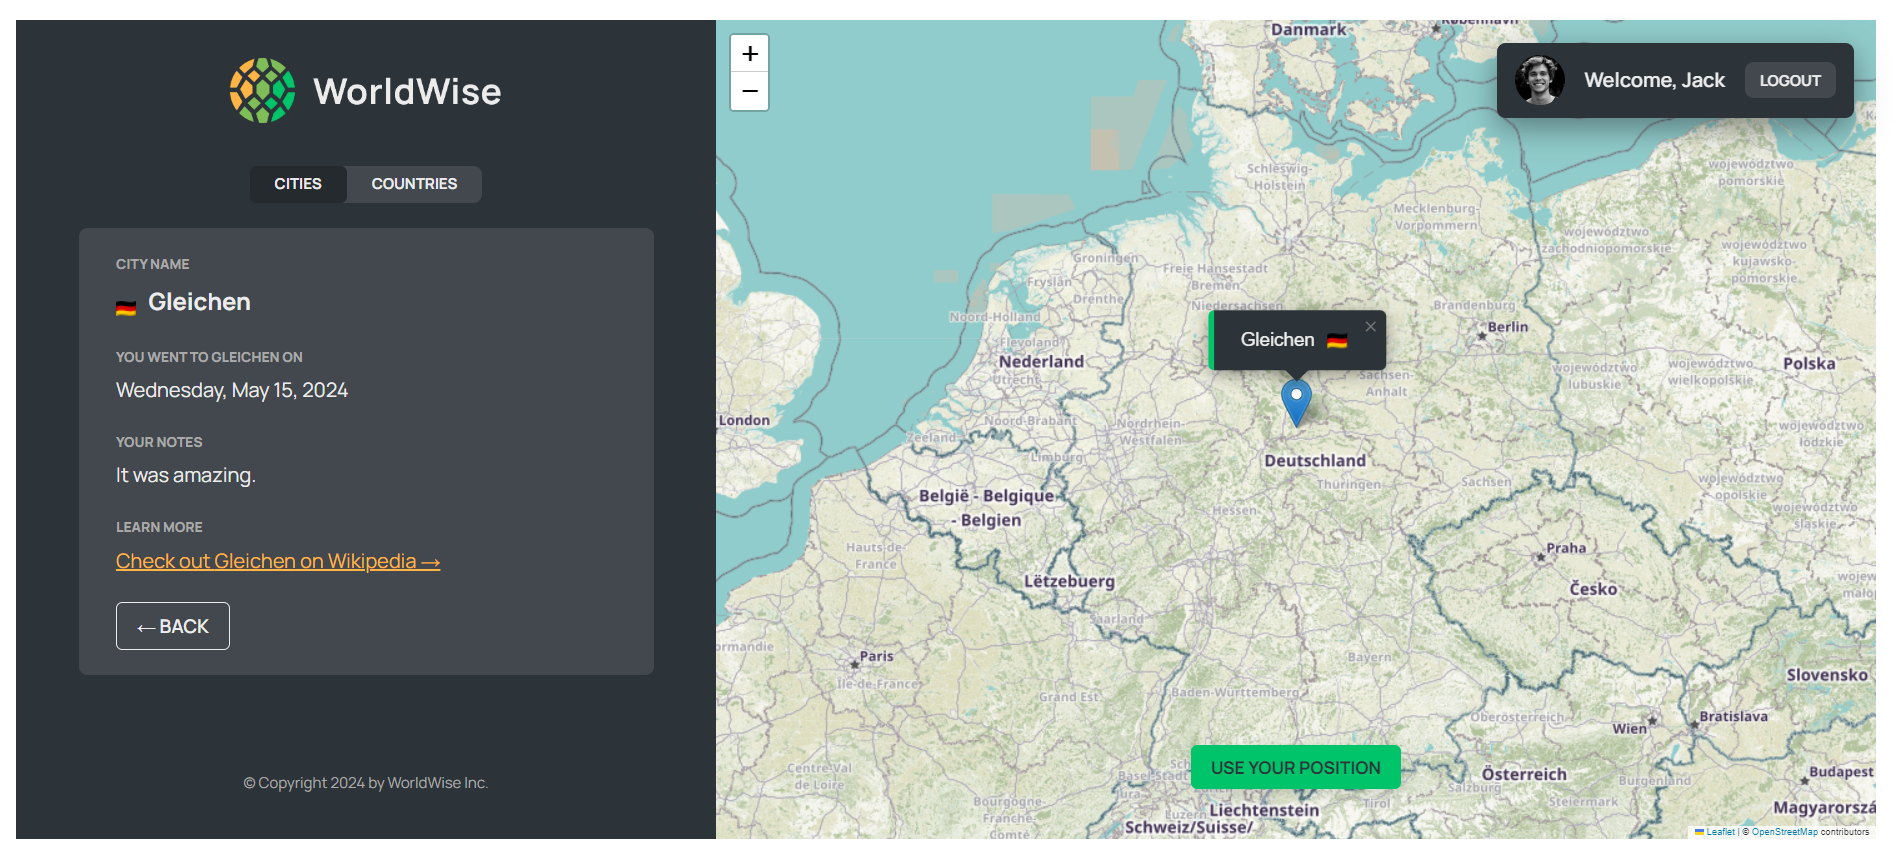 WorldWise
CITIES
COUNTRIES
CITY NAME
🇩🇪 Gleichen
YOU WENT TO GLEICHEN ON
Wednesday, May 15, 2024
YOUR NOTES
It was amazing.
LEARN MORE
Check out Gleichen on Wikipedia →
← BACK
© Copyright 2024 by WorldWise Inc.
+
−
Welcome, Jack
LOGOUT
Danmark
København
Schleswig-
Holstein
Mecklenburg-
Vorpommern
województwo
pomorskie
województwo
zachodniopomorskie
województwo
kujawsko-
pomorskie
Groningen
Fryslân
Drenthe
Freie Hansestadt
Bremen
Niedersachsen
Brandenburg
Berlin
Noord-Holland
Flevoland
Nederland
Utrecht
Gleichen 🇩🇪
×
Sachsen-
Anhalt
województwo
lubuskie
województwo
wielkopolskie
Polska
London
Zeeland
Noord-Brabant
Nordrhein-
Westfalen
województwo
łódzkie
Limburg
Deutschland
Thüringen
Sachsen
województwo
opolskie
België - Belgique
- Belgien
Hessen
województwo
śląskie
Hauts-de-
France
Praha
Lëtzebuerg
Česko
Saarland
Paris
Île-de-France
Bayern
Grand Est
Baden-Württemberg
Slovensko
Oberösterreich
Wien
Bratislava
USE YOUR POSITION
Centre-Val
de Loire
Basel-Stadt
Jura
Österreich
Salzburg
Burgenland
Budapest
Bourgogne-
Franche-
Comté
Luzern
Liechtenstein
Tirol
Steiermark
Schweiz/Suisse/
Leaflet | © OpenStreetMap contributors